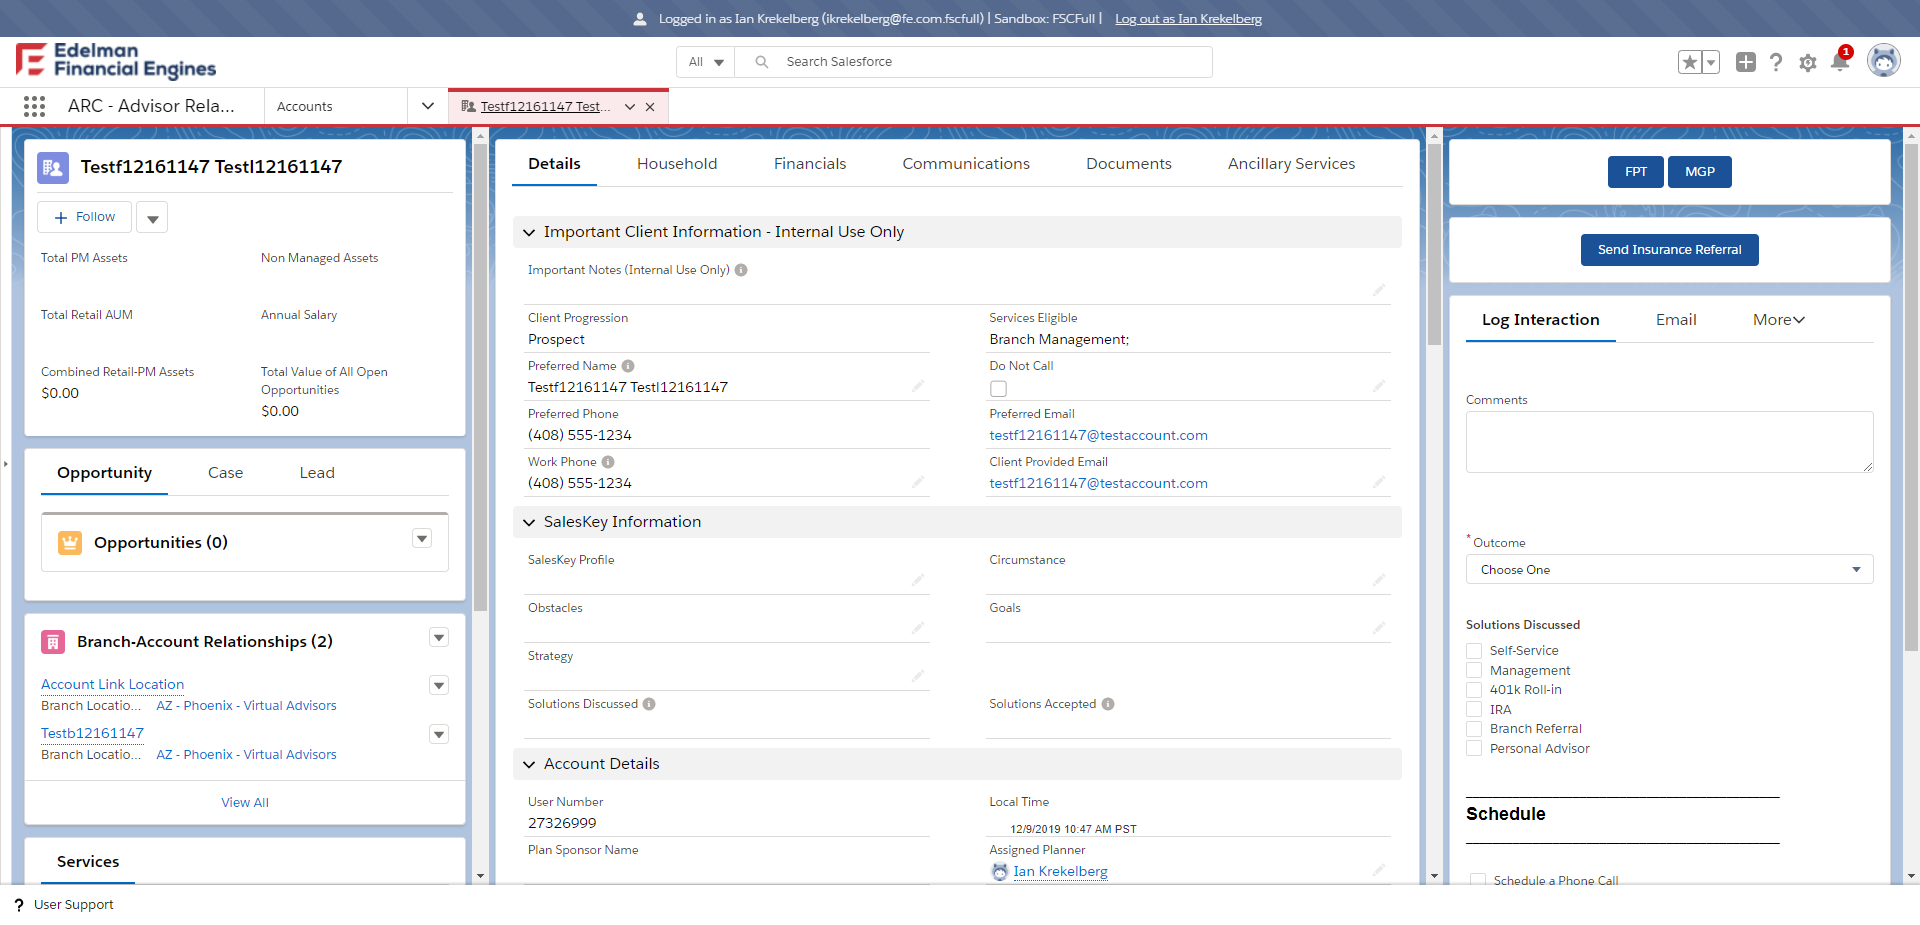 Logged in as Ian Krekelberg (ikrekelberg@fe.com.fscfull) | Sandbox: FSCFull | Log out as Ian Krekelberg
Edelman
Financial Engines
All
Search Salesforce
1
ARC - Advisor Rela...
Accounts
Testf12161147 Test...
Testf12161147 Testl12161147
Follow
Total PM Assets
Non Managed Assets
Total Retail AUM
Annual Salary
Combined Retail-PM Assets
$0.00
Total Value of All Open
Opportunities
$0.00
Opportunity
Case
Lead
Opportunities (0)
Branch-Account Relationships (2)
Account Link Location
Branch Locatio... AZ - Phoenix - Virtual Advisors
Testb12161147
Branch Locatio... AZ - Phoenix - Virtual Advisors
View All
Services
Details
Household
Financials
Communications
Documents
Ancillary Services
Important Client Information - Internal Use Only
Important Notes (Internal Use Only)
Client Progression
Prospect
Services Eligible
Branch Management;
Preferred Name
Testf12161147 Testl12161147
Do Not Call
Preferred Phone
(408) 555-1234
Preferred Email
testf12161147@testaccount.com
Work Phone
(408) 555-1234
Client Provided Email
testf12161147@testaccount.com
SalesKey Information
SalesKey Profile
Circumstance
Obstacles
Goals
Strategy
Solutions Discussed
Solutions Accepted
Account Details
User Number
27326999
Local Time
12/9/2019 10:47 AM PST
Plan Sponsor Name
Assigned Planner
Ian Krekelberg
FPT
MGP
Send Insurance Referral
Log Interaction
Email
More
Comments
*Outcome
Choose One
Solutions Discussed
Self-Service
Management
401k Roll-in
IRA
Branch Referral
Personal Advisor
Schedule
Schedule a Phone Call
? User Support